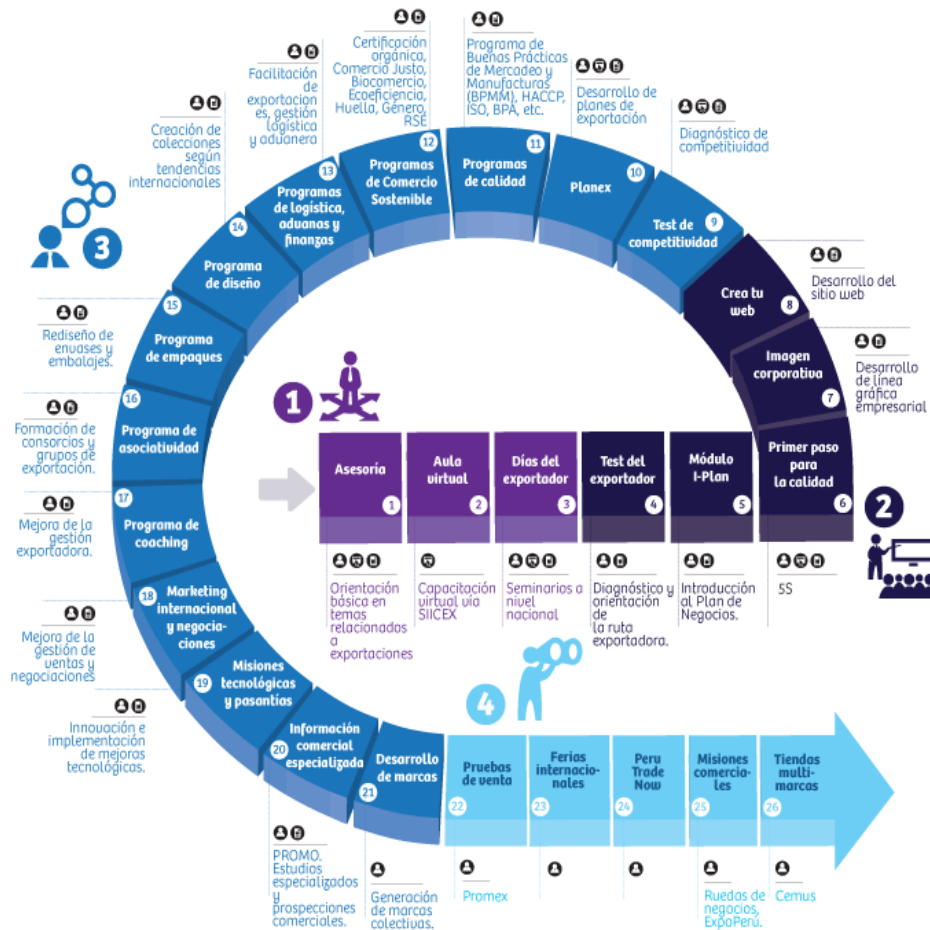 1
Asesoría
1
Orientación
básica en
temas
relacionados
a
exportaciones
Aula
virtual
2
Capacitación
virtual vía
SIICEX
Días del
exportador
3
Seminarios a
nivel
nacional
Test del
exportador
4
Diagnóstico y
orientación
de
la ruta
exportadora.
Módulo
I-Plan
5
Introducción
al Plan de
Negocios.
Primer paso
para
la calidad
6
5S
2
Imagen
corporativa
7
Desarrollo
de línea
gráfica
empresarial
Crea tu
web
8
Desarrollo del
sitio web
Test de
competitividad
9
Diagnóstico de
competitividad
Planex
10
Desarrollo de
planes de
exportación
Programas
de calidad
11
Programa de
Buenas Prácticas
de Mercadeo y
Manufacturas
(BPMM), HACCP,
ISO, BPA, etc.
Programas
de Comercio
Sostenible
12
Certificación
orgánica,
Comercio Justo,
Biocomercio,
Ecoeficiencia,
Huella, Género,
RSE
Programas
de logística,
aduanas y
finanzas
13
Facilitación
de
exportacion
es, gestión
logística
y aduanera
3
Programa
de diseño
14
Creación de
colecciones
según
tendencias
internacionales
Programa
de empaques
15
Rediseño de
envases y
embalajes.
Programa de
asociatividad
16
Formación de
consorcios y
grupos de
exportación.
Programa de
coaching
17
Mejora de la
gestión
exportadora.
Marketing
internacional
y negocia-
ciones
18
Mejora de la
gestión de
ventas y
negociaciones
Misiones
tecnológicas
y pasantías
19
Innovación e
implementación
de mejoras
tecnológicas.
Información
comercial
especializada
20
PROMO.
Estudios
especializados
y
prospecciones
comerciales.
Desarrollo
de marcas
21
Generación
de marcas
colectivas.
4
Pruebas
de venta
22
Promex
Ferias
internacio-
nales
23
Peru
Trade
Now
24
Misiones
comercia-
les
25
Ruedas de
negocios,
ExpoPerú.
Tiendas
multi-
marcas
26
Cemus